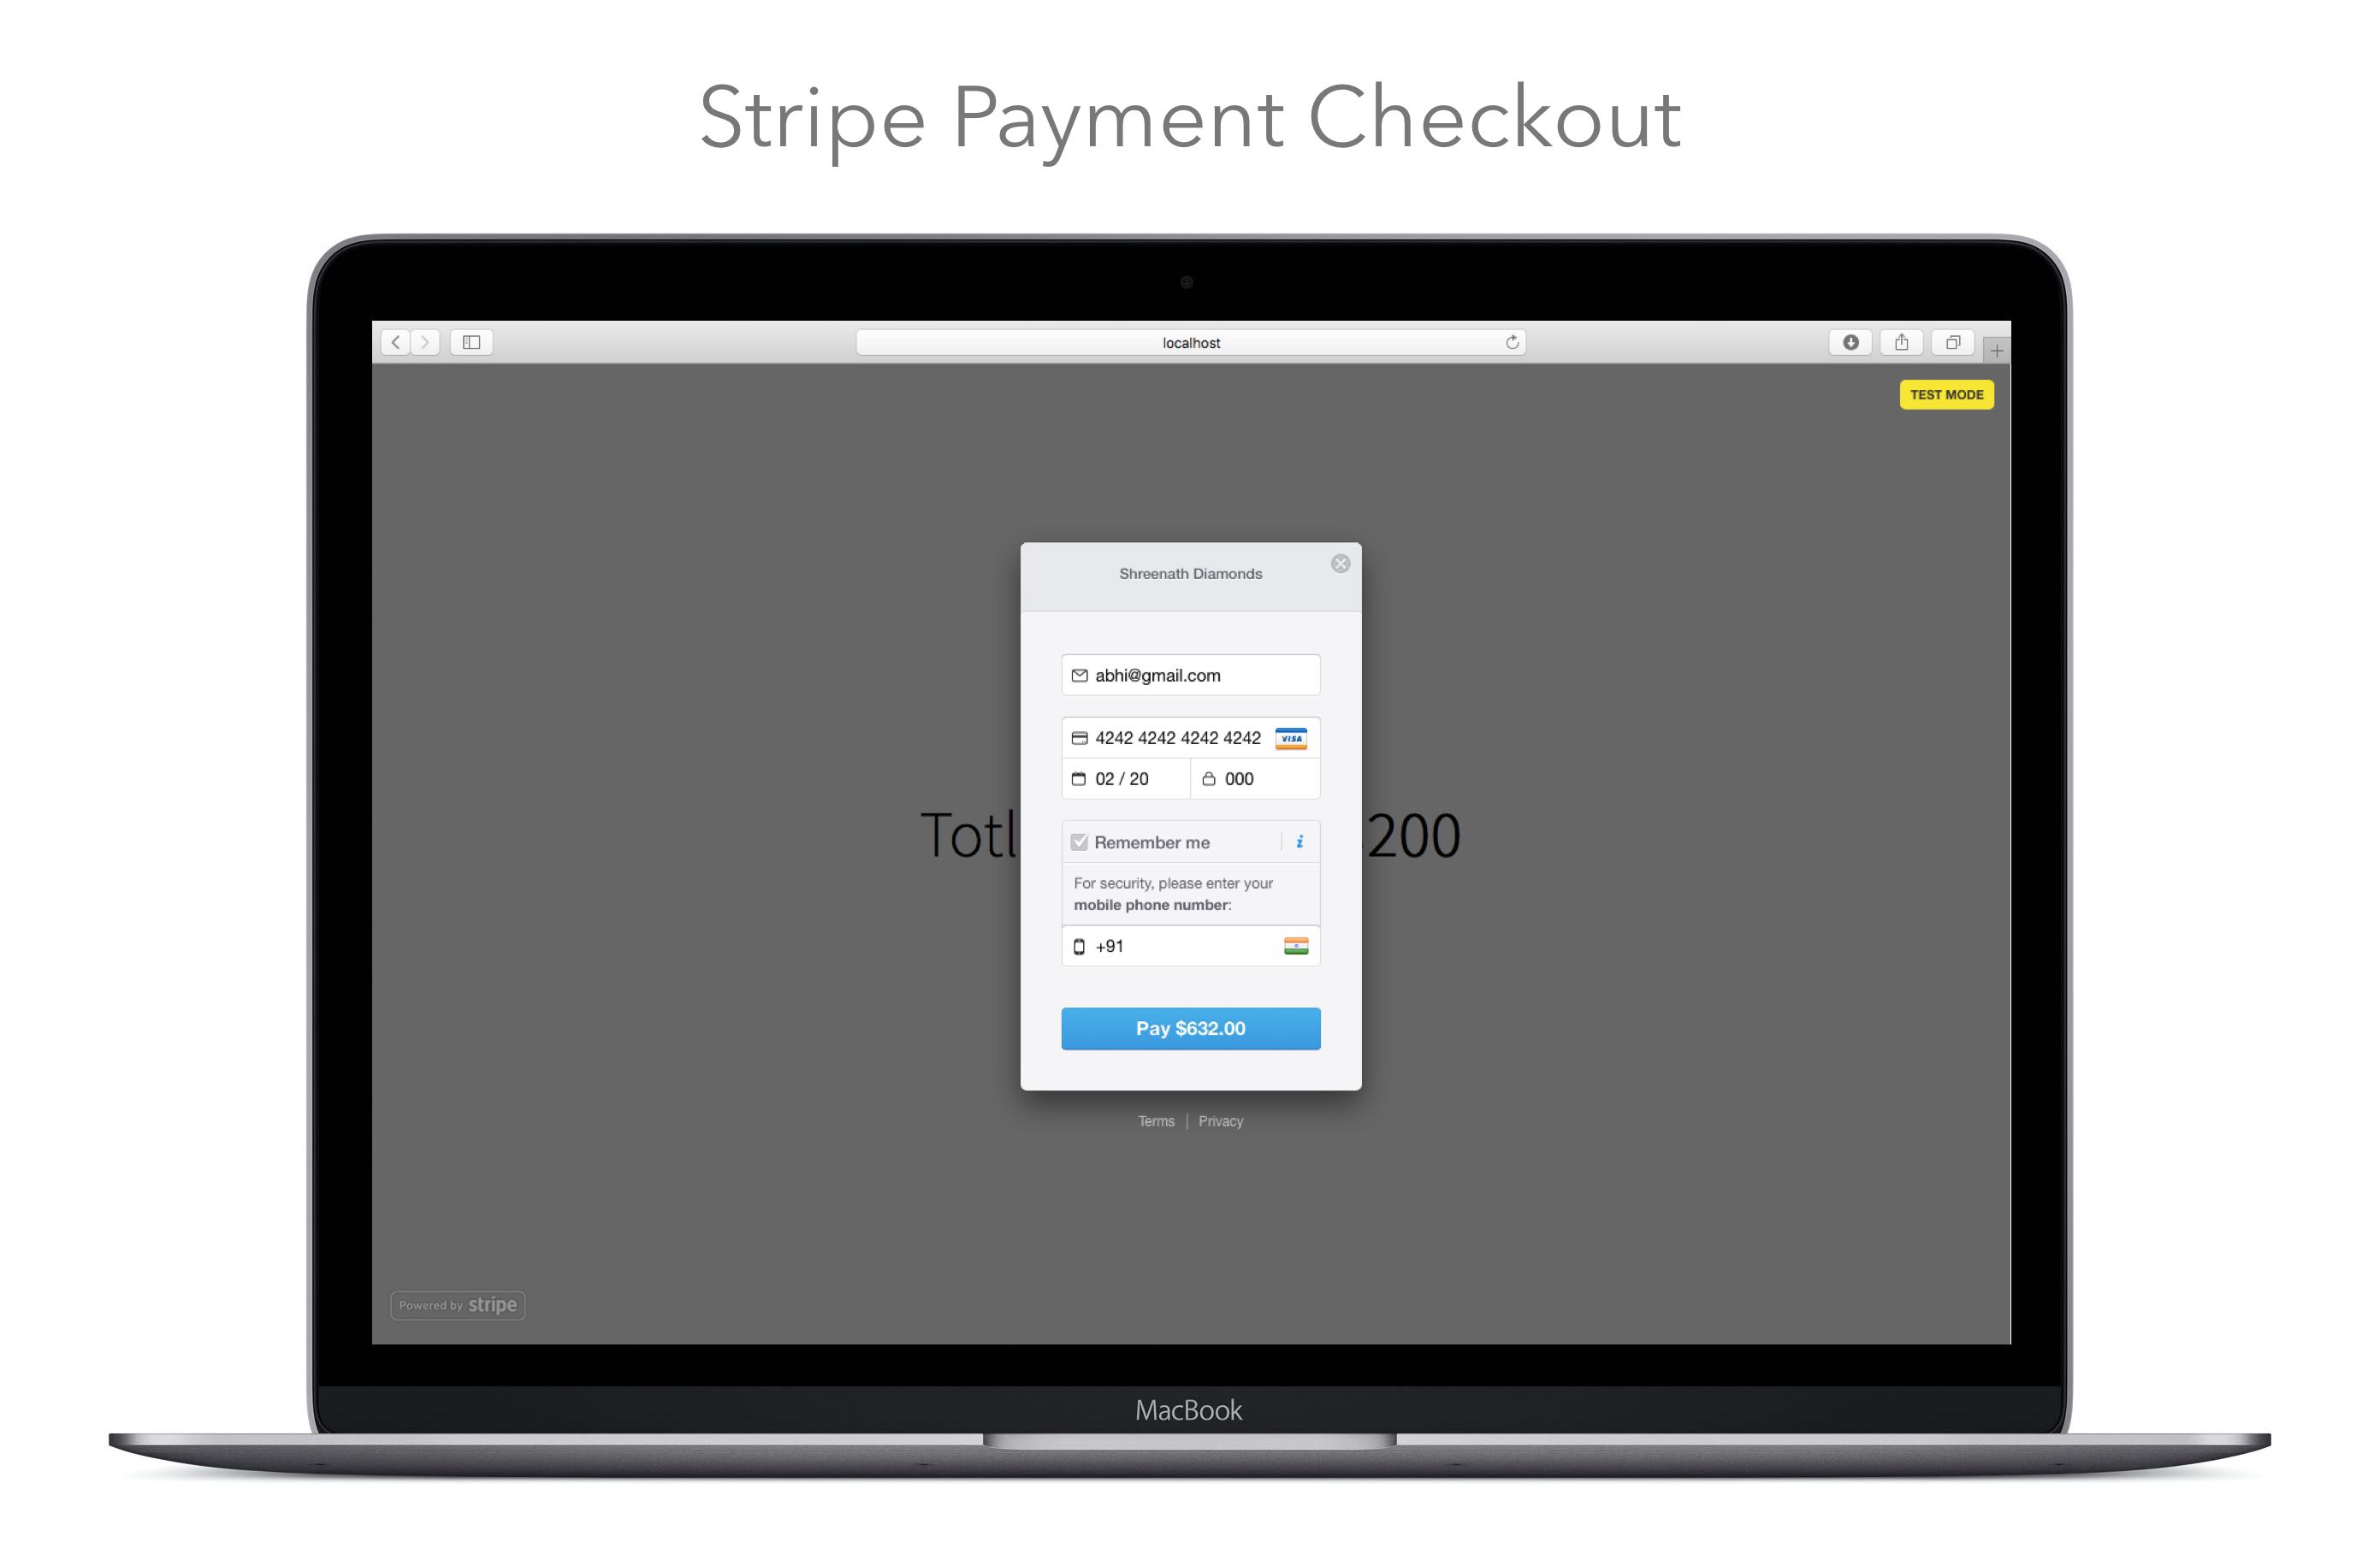 Stripe Payment Checkout
localhost
TEST MODE
Shreenath Diamonds
abhi@gmail.com
4242 4242 4242 4242 VISA
02 / 20 000
Remember me i
For security, please enter your
mobile phone number:
+91
200
Pay $632.00
Terms | Privacy
Powered by stripe
MacBook